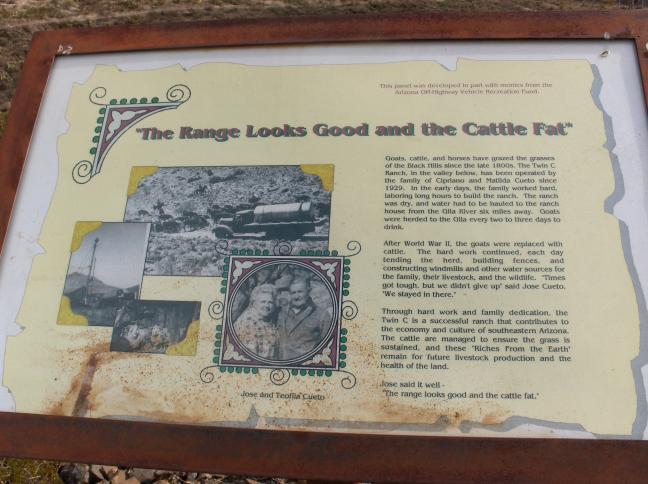 This panel was developed in part with monies from the
Arizona Off-Highway Vehicle Recreation Fund.
"The Range Looks Good and the Cattle Fat"
Goats, cattle, and horses have grazed the grasses
of the Black Hills since the late 1800s. The Twin C
Ranch, in the valley below, has been operated by
the family of Cipriano and Matilda Cueto since
1929. In the early days, the family worked hard,
laboring long hours to build the ranch. The ranch
was dry, and water had to be hauled to the ranch
house from the Gila River six miles away. Goats
were herded to the Gila every two to three days to
drink.
After World War II, the goats were replaced with
cattle. The hard work continued, each day
tending the herd, building fences, and
constructing windmills and other water sources for
the family, their livestock, and the wildlife. "Times
got tough, but we didn't give up" said Jose Cueto.
"We stayed in there."
Through hard work and family dedication, the
Twin C is a successful ranch that contributes to
the economy and culture of southeastern Arizona.
The cattle are managed to ensure the grass is
sustained, and these "Riches From the Earth"
remain for future livestock production and the
health of the land.
Jose said it well -
"The range looks good and the cattle fat."
Jose and Teofila Cueto